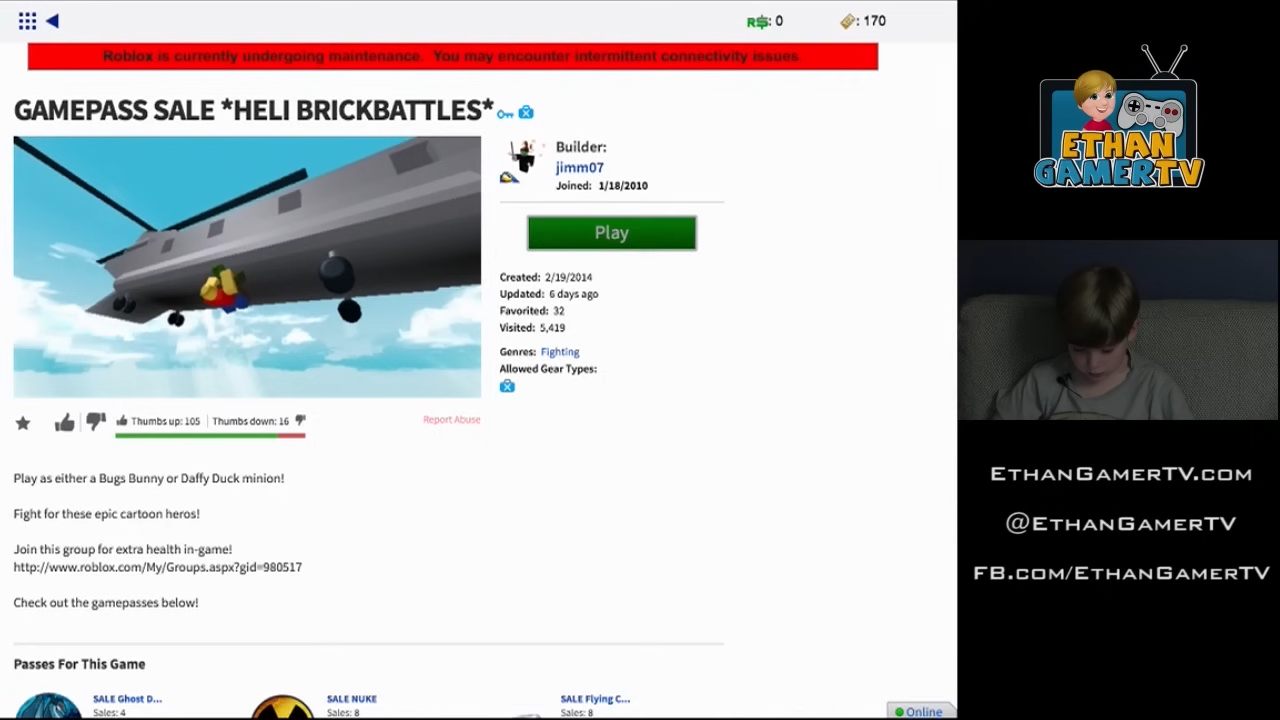 R$: 0
: 170
Roblox is currently undergoing maintenance. You may encounter intermittent connectivity issues.
GAMEPASS SALE *HELI BRICKBATTLES*
Builder:
jimm07
Joined: 1/18/2010
Play
Created: 2/19/2014
Updated: 6 days ago
Favorited: 32
Visited: 5,419
Genres: Fighting
Allowed Gear Types:
Thumbs up: 105 | Thumbs down: 16
Report Abuse
Play as either a Bugs Bunny or Daffy Duck minion!
Fight for these epic cartoon heros!
Join this group for extra health in-game!
http://www.roblox.com/My/Groups.aspx?gid=980517
Check out the gamepasses below!
Passes For This Game
SALE Ghost D...
Sales: 4
SALE NUKE
Sales: 8
SALE Flying C...
Sales: 8
Online
ETHAN
GAMERTV
ETHANGAMERTV.COM
@ETHANGAMERTV
FB.COM/ETHANGAMERTV